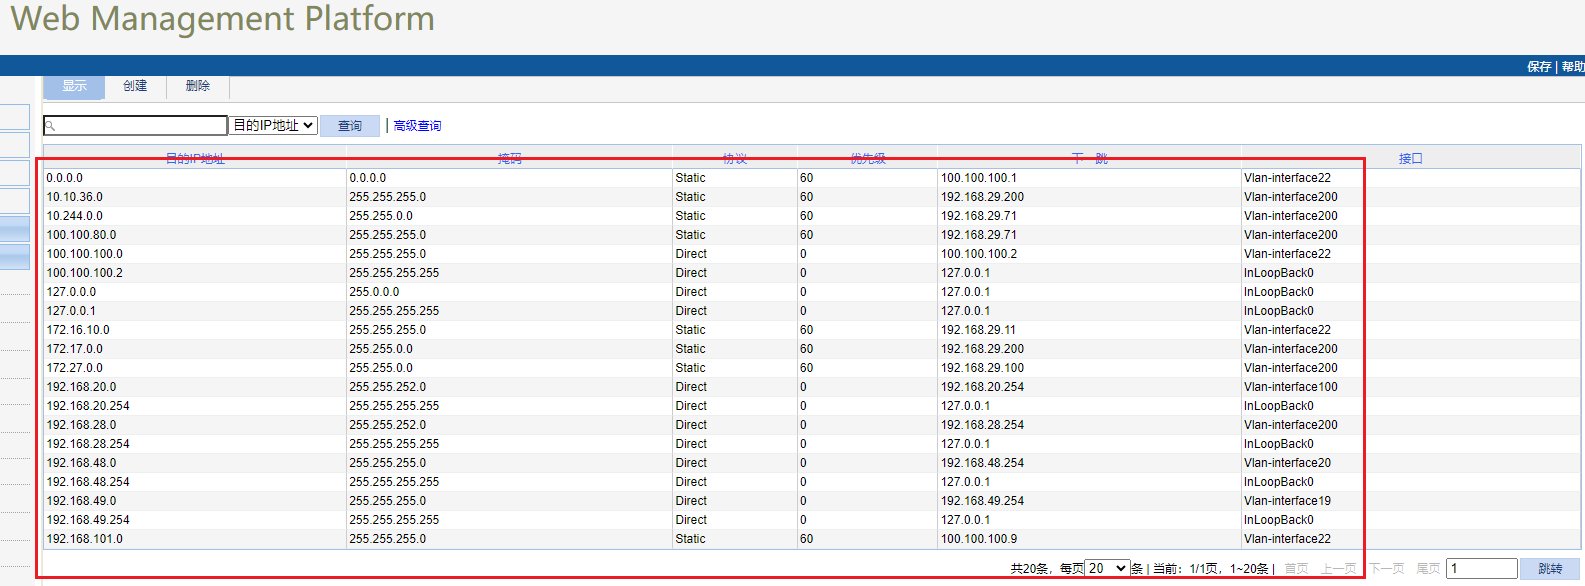 Web Management Platform
保存 | 帮助
显示 创建 删除
目的IP地址 查询 | 高级查询
目的IP地址 掩码 协议 优先级 下一跳 接口
0.0.0.0 0.0.0.0 Static 60 100.100.100.1 Vlan-interface22
10.10.36.0 255.255.255.0 Static 60 192.168.29.200 Vlan-interface200
10.244.0.0 255.255.0.0 Static 60 192.168.29.71 Vlan-interface200
100.100.80.0 255.255.255.0 Static 60 192.168.29.71 Vlan-interface200
100.100.100.0 255.255.255.0 Direct 0 100.100.100.2 Vlan-interface22
100.100.100.2 255.255.255.255 Direct 0 127.0.0.1 InLoopBack0
127.0.0.0 255.0.0.0 Direct 0 127.0.0.1 InLoopBack0
127.0.0.1 255.255.255.255 Direct 0 127.0.0.1 InLoopBack0
172.16.10.0 255.255.255.0 Static 60 192.168.29.11 Vlan-interface22
172.17.0.0 255.255.0.0 Static 60 192.168.29.200 Vlan-interface200
172.27.0.0 255.255.0.0 Static 60 192.168.29.100 Vlan-interface200
192.168.20.0 255.255.252.0 Direct 0 192.168.20.254 Vlan-interface100
192.168.20.254 255.255.255.255 Direct 0 127.0.0.1 InLoopBack0
192.168.28.0 255.255.252.0 Direct 0 192.168.28.254 Vlan-interface200
192.168.28.254 255.255.255.255 Direct 0 127.0.0.1 InLoopBack0
192.168.48.0 255.255.255.0 Direct 0 192.168.48.254 Vlan-interface20
192.168.48.254 255.255.255.255 Direct 0 127.0.0.1 InLoopBack0
192.168.49.0 255.255.255.0 Direct 0 192.168.49.254 Vlan-interface19
192.168.49.254 255.255.255.255 Direct 0 127.0.0.1 InLoopBack0
192.168.101.0 255.255.255.0 Static 60 100.100.100.9 Vlan-interface22
共20条，每页 20 条 | 当前：1/1页，1~20条 | 首页 上一页 下一页 尾页 1 跳转